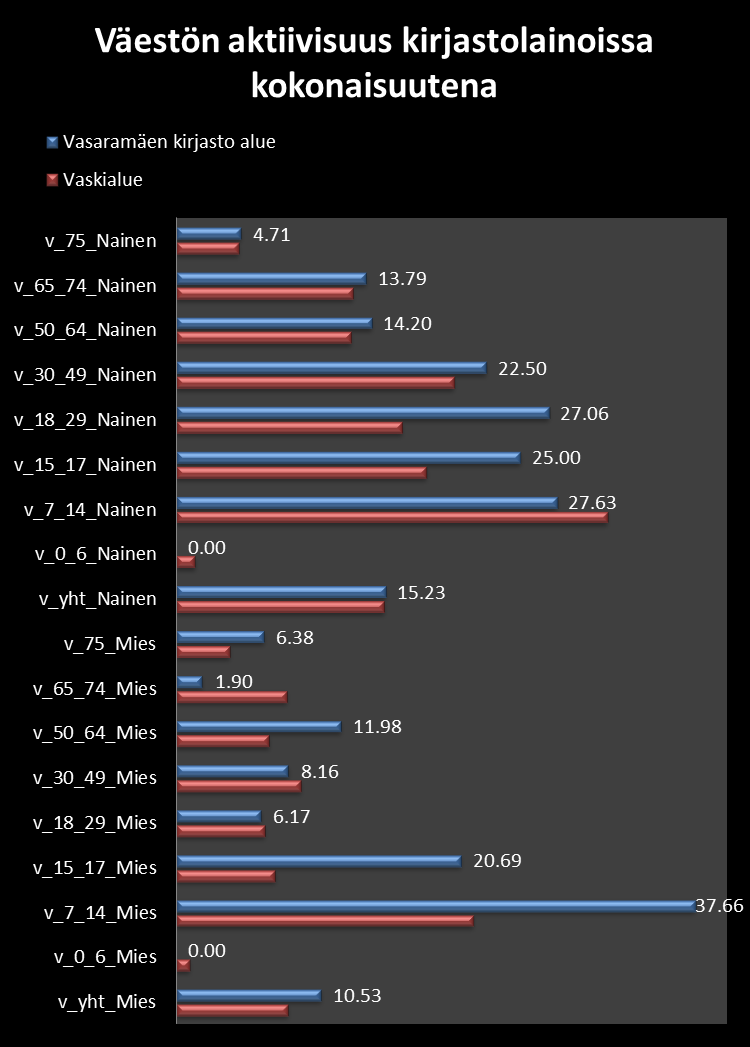 Väestön aktiivisuus kirjastolainoissa
kokonaisuutena
Vasaramäen kirjasto alue
Vaskialue
v_75_Nainen 4.71
v_65_74_Nainen 13.79
v_50_64_Nainen 14.20
v_30_49_Nainen 22.50
v_18_29_Nainen 27.06
v_15_17_Nainen 25.00
v_7_14_Nainen 27.63
v_0_6_Nainen 0.00
v_yht_Nainen 15.23
v_75_Mies 6.38
v_65_74_Mies 1.90
v_50_64_Mies 11.98
v_30_49_Mies 8.16
v_18_29_Mies 6.17
v_15_17_Mies 20.69
v_7_14_Mies 37.66
v_0_6_Mies 0.00
v_yht_Mies 10.53